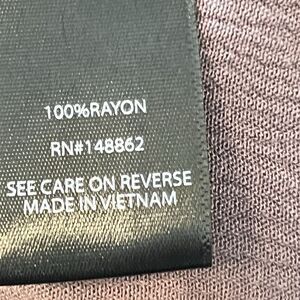 100%RAYON
RN#148862
SEE CARE ON REVERSE
MADE IN VIETNAM